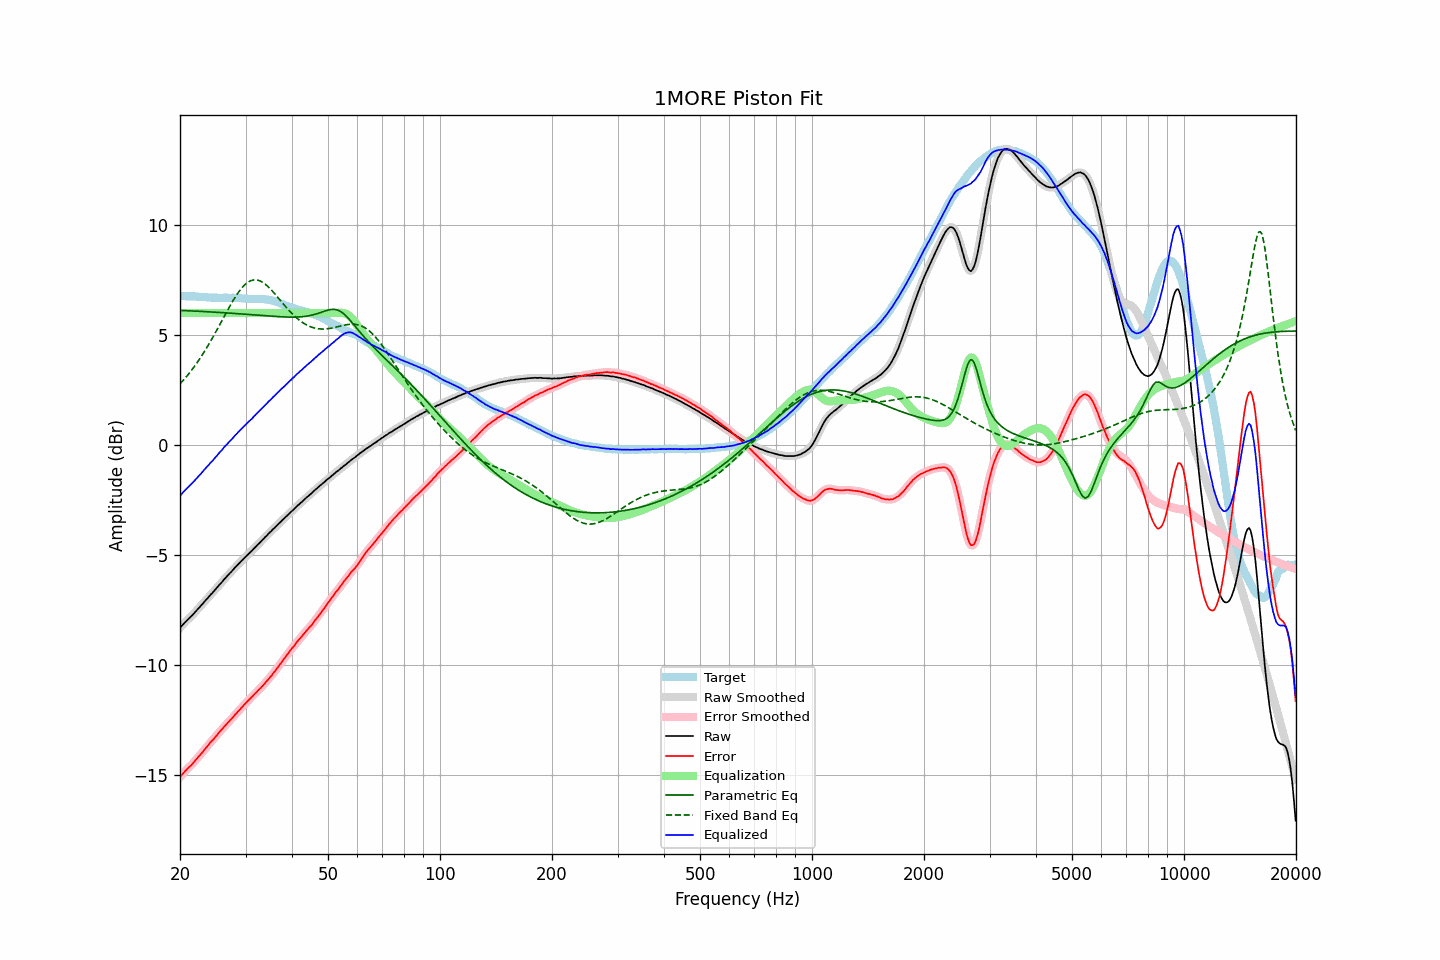 1MORE Piston Fit
Amplitude (dBr)
10
5
0
−5
−10
−15
Target
Raw Smoothed
Error Smoothed
Raw
Error
Equalization
Parametric Eq
Fixed Band Eq
Equalized
20
50
100
200
500
1000
2000
5000
10000
20000
Frequency (Hz)